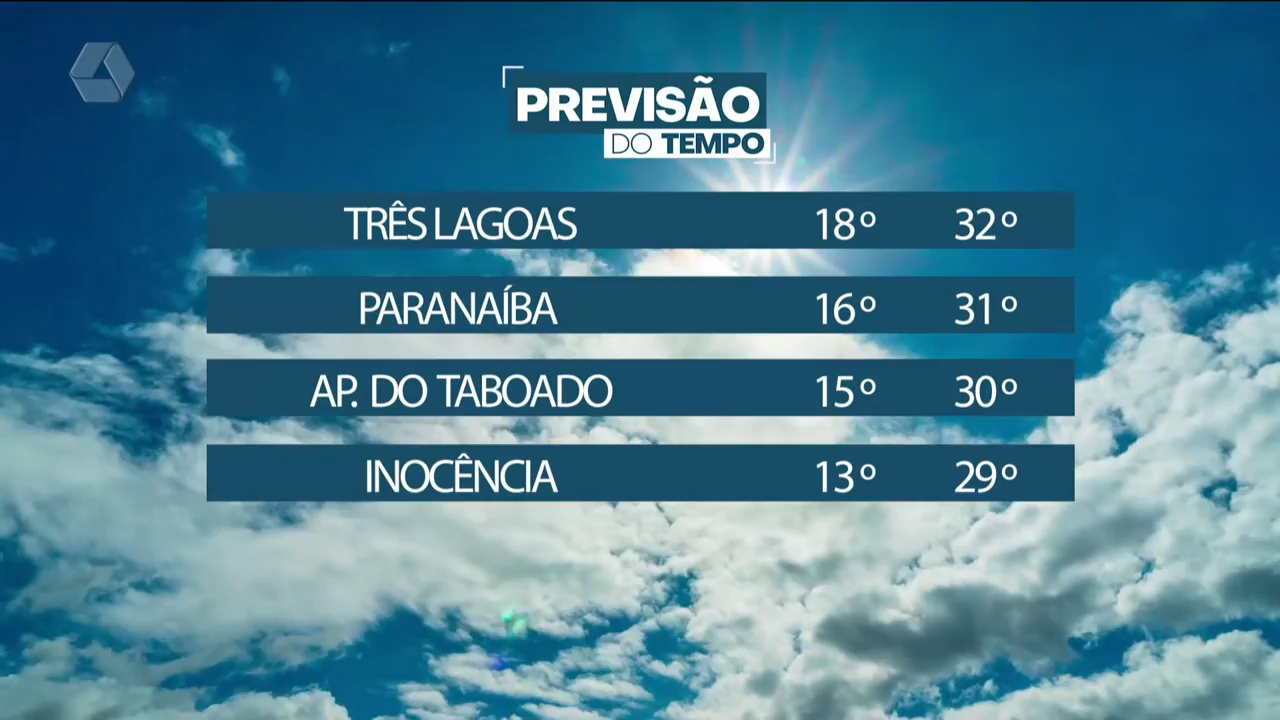 PREVISÃO
DO TEMPO
TRÊS LAGOAS 18º 32º
PARANAÍBA 16º 31º
AP. DO TABOADO 15º 30º
INOCÊNCIA 13º 29º